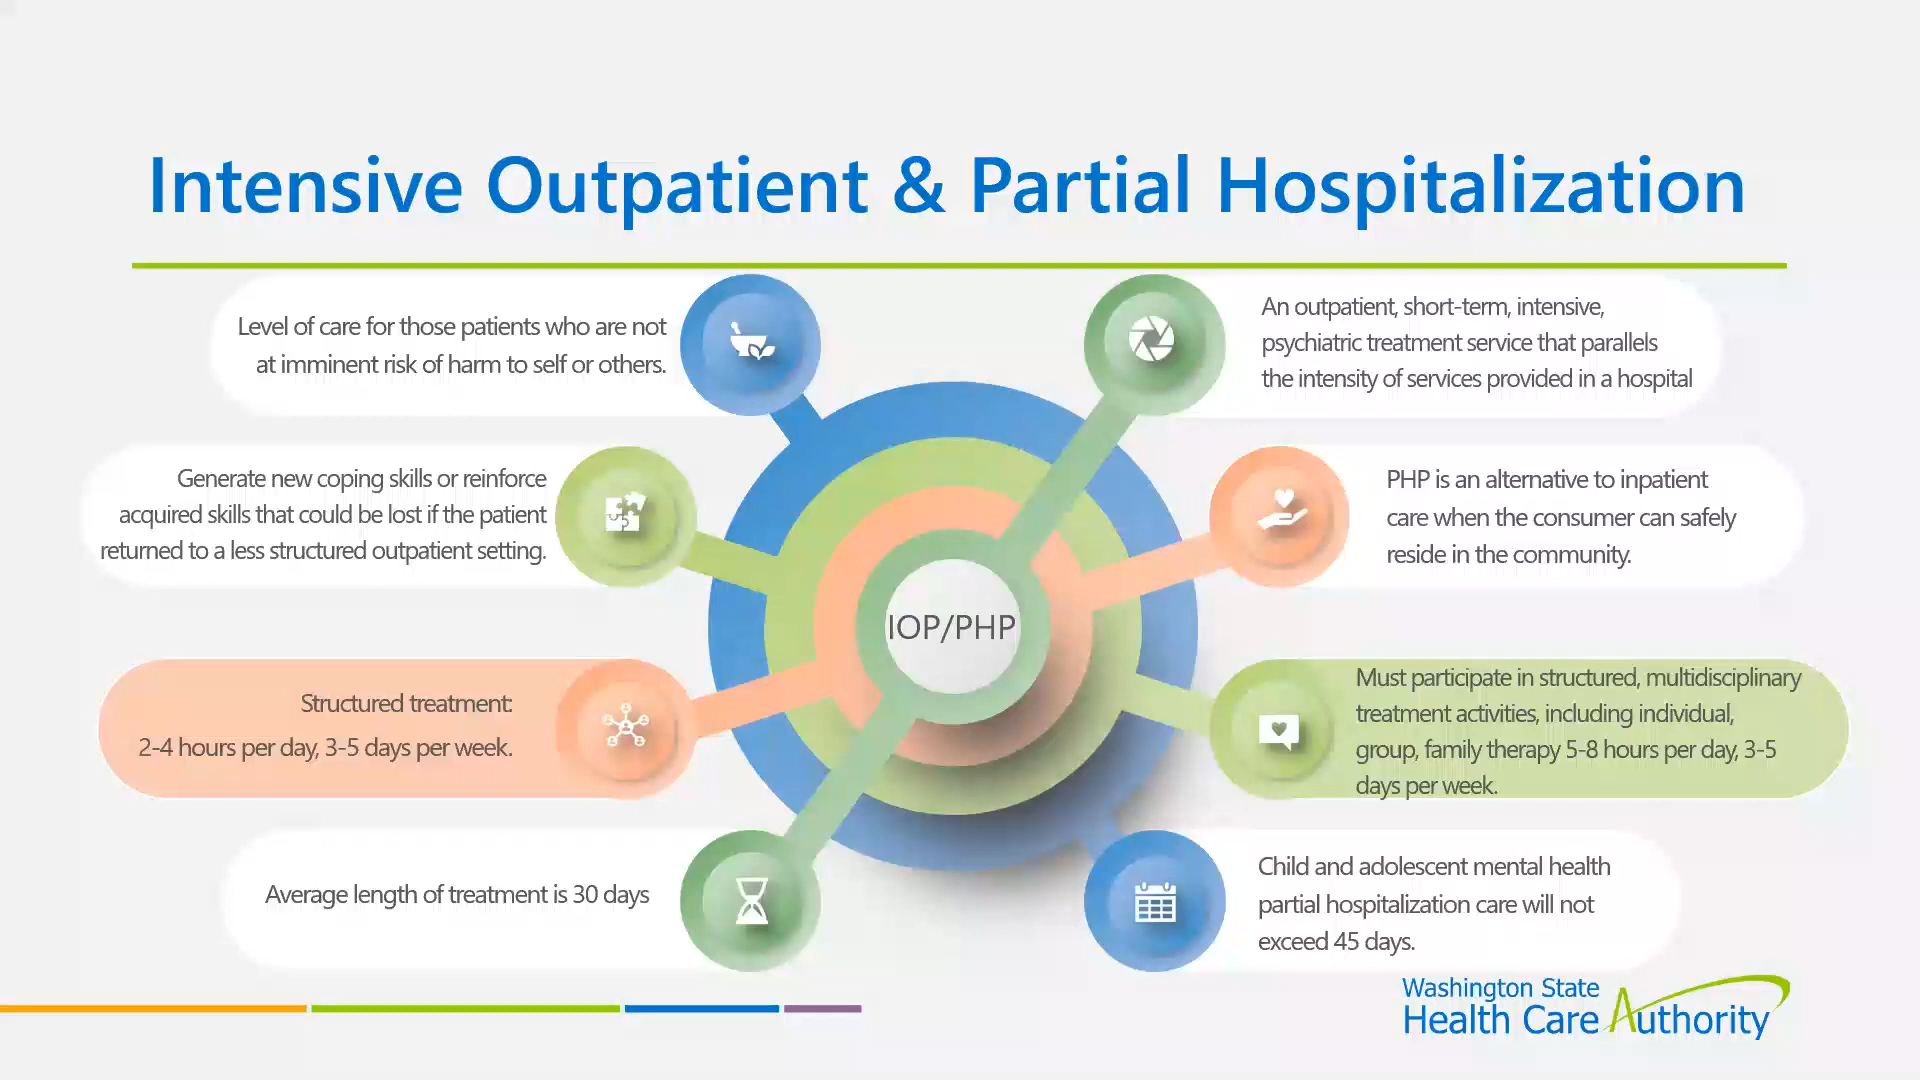 Intensive Outpatient & Partial Hospitalization
Level of care for those patients who are not
at imminent risk of harm to self or others.
Generate new coping skills or reinforce
acquired skills that could be lost if the patient
returned to a less structured outpatient setting.
Structured treatment:
2-4 hours per day, 3-5 days per week.
Average length of treatment is 30 days
IOP/PHP
An outpatient, short-term, intensive,
psychiatric treatment service that parallels
the intensity of services provided in a hospital
PHP is an alternative to inpatient
care when the consumer can safely
reside in the community.
Must participate in structured, multidisciplinary
treatment activities, including individual,
group, family therapy 5-8 hours per day, 3-5
days per week.
Child and adolescent mental health
partial hospitalization care will not
exceed 45 days.
Washington State
Health Care Authority